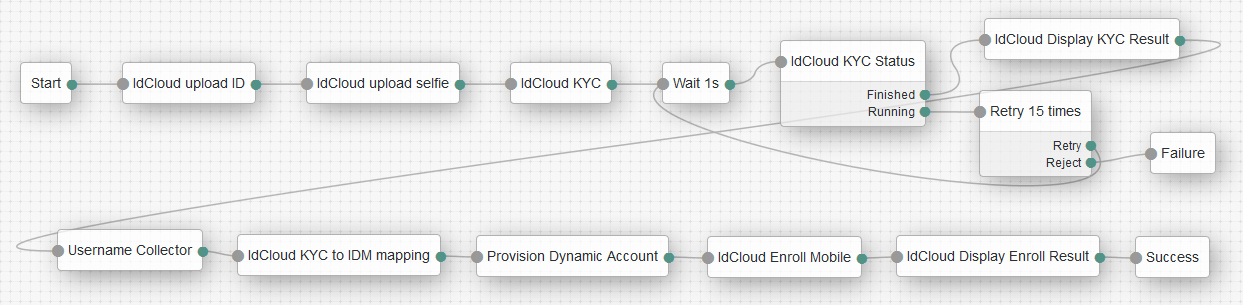 Start
IdCloud upload ID
IdCloud upload selfie
IdCloud KYC
Wait 1s
IdCloud KYC Status
Finished
Running
IdCloud Display KYC Result
Retry 15 times
Retry
Reject
Failure
Username Collector
IdCloud KYC to IDM mapping
Provision Dynamic Account
IdCloud Enroll Mobile
IdCloud Display Enroll Result
Success